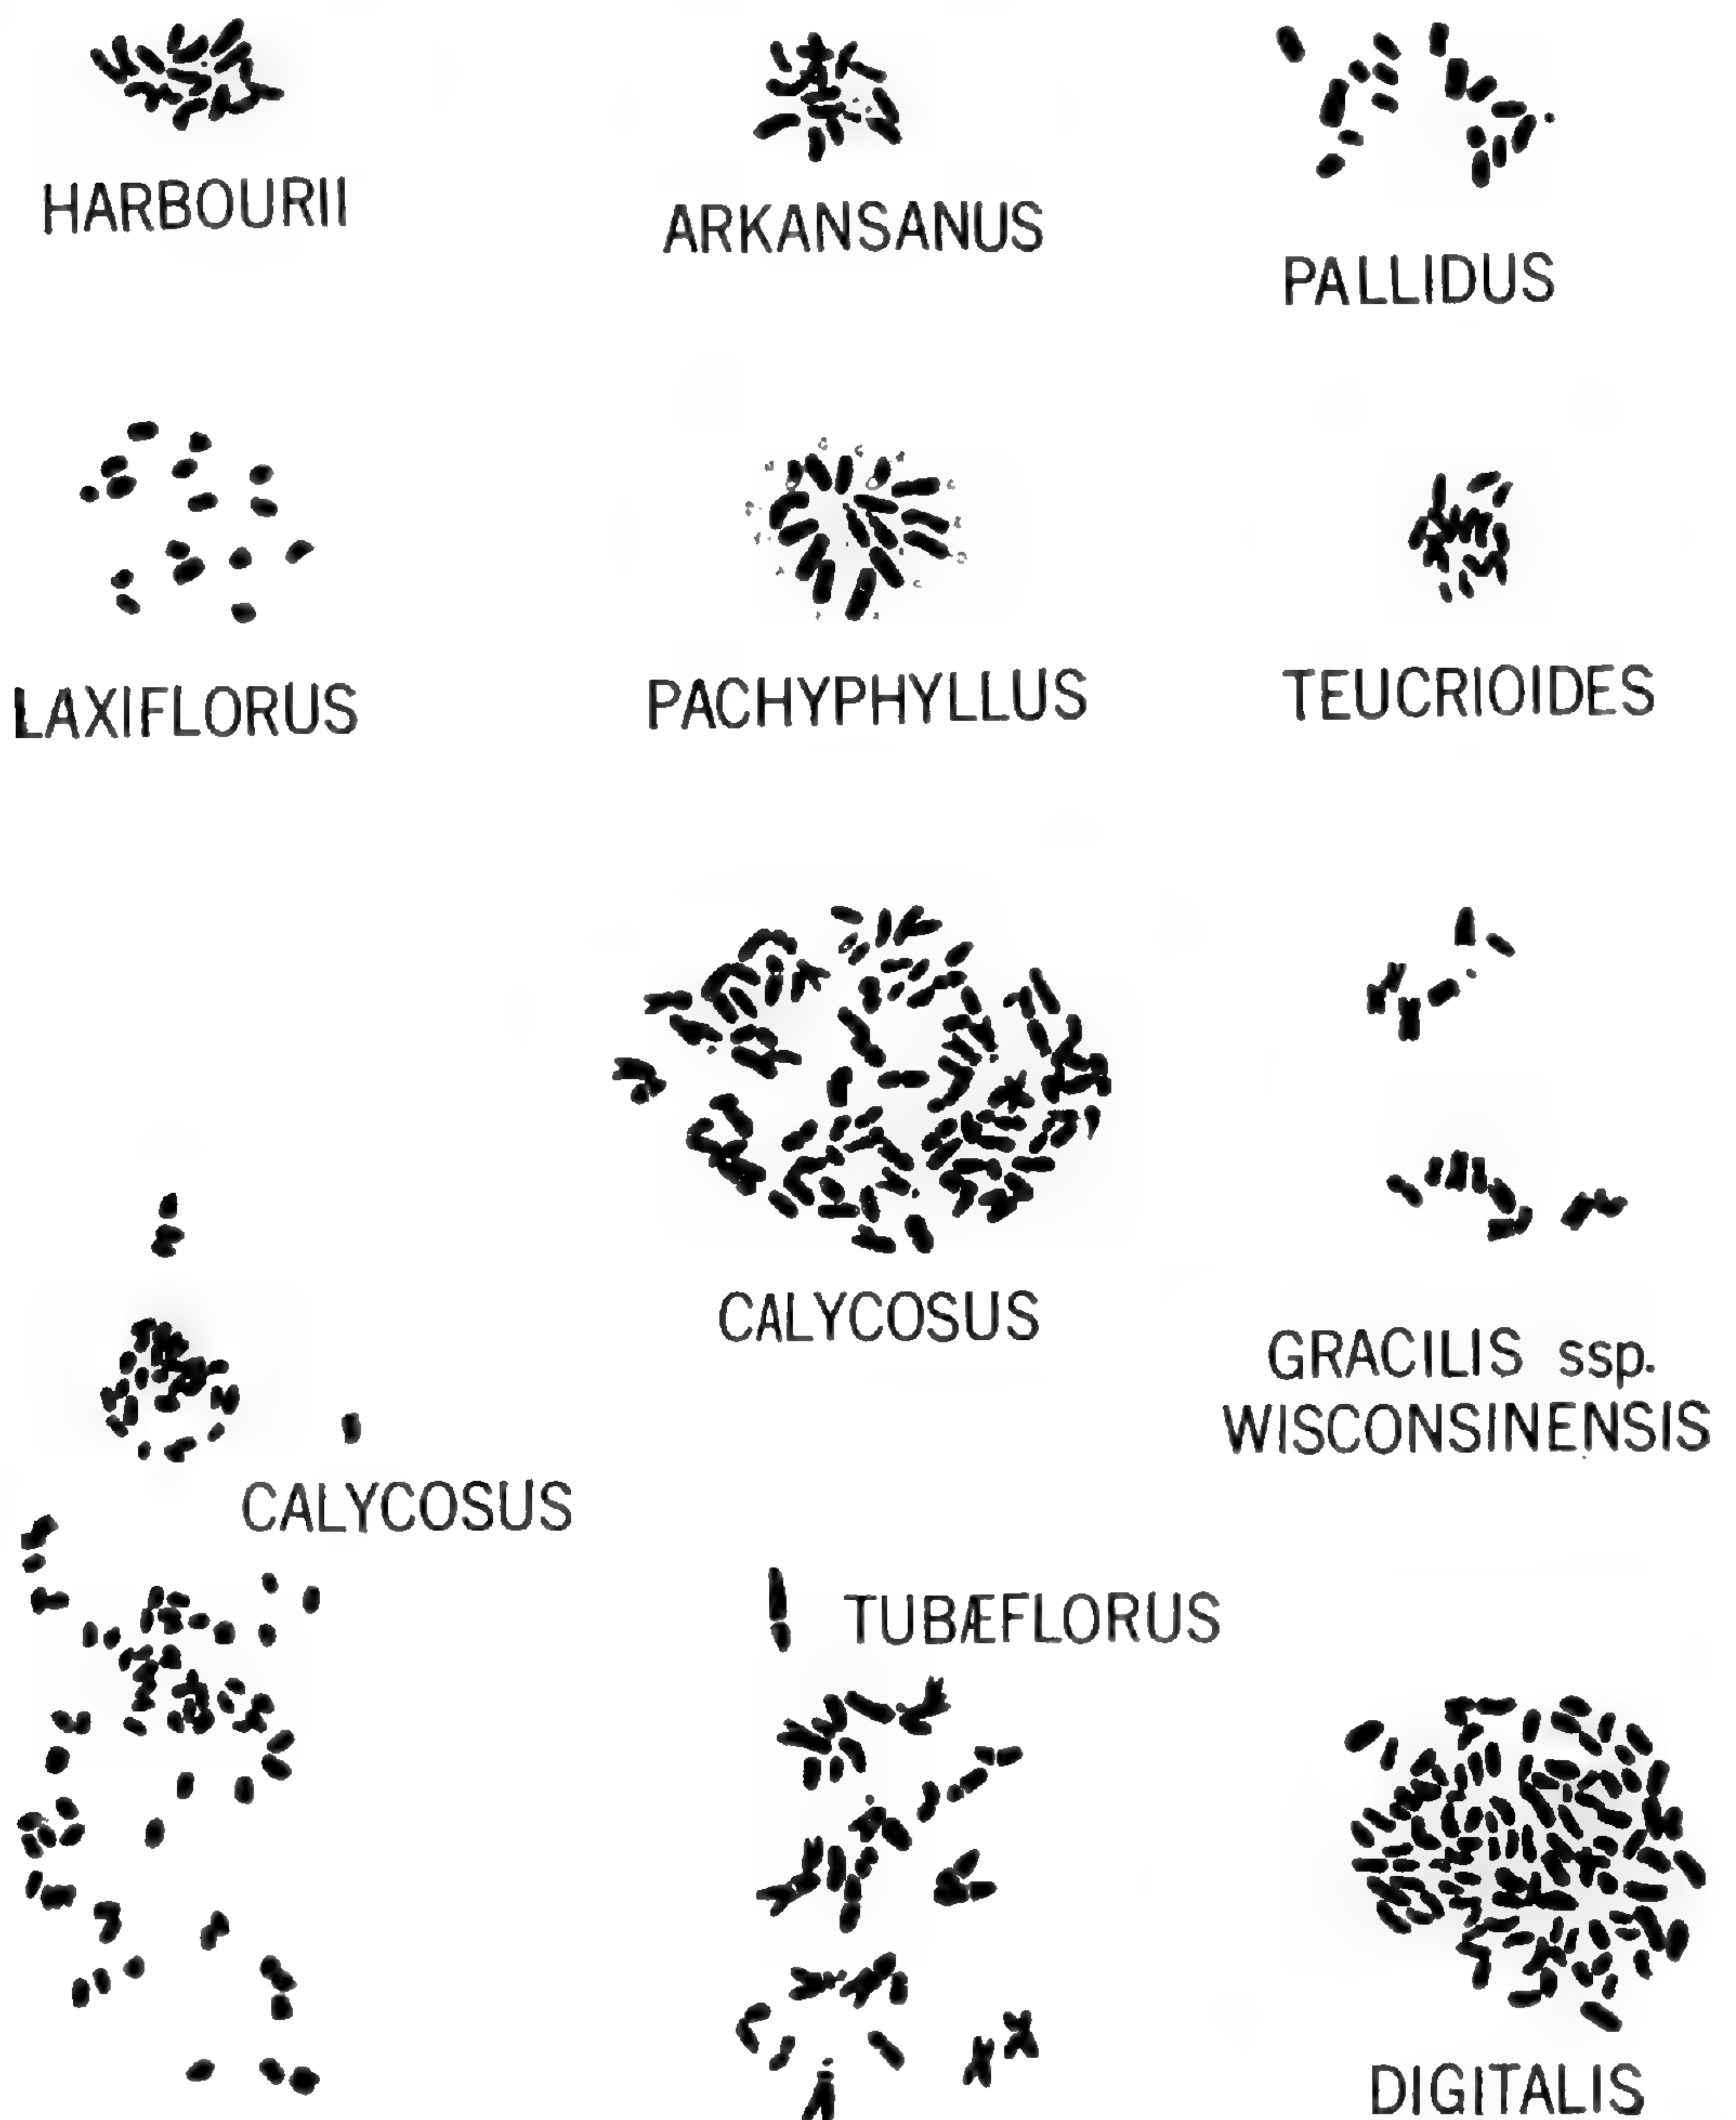 HARBOURII
ARKANSANUS
PALLIDUS
LAXIFLORUS
PACHYPHYLLUS
TEUCRIOIDES
CALYCOSUS
GRACILIS ssp.
WISCONSINENSIS
CALYCOSUS
TUBÆFLORUS
DIGITALIS